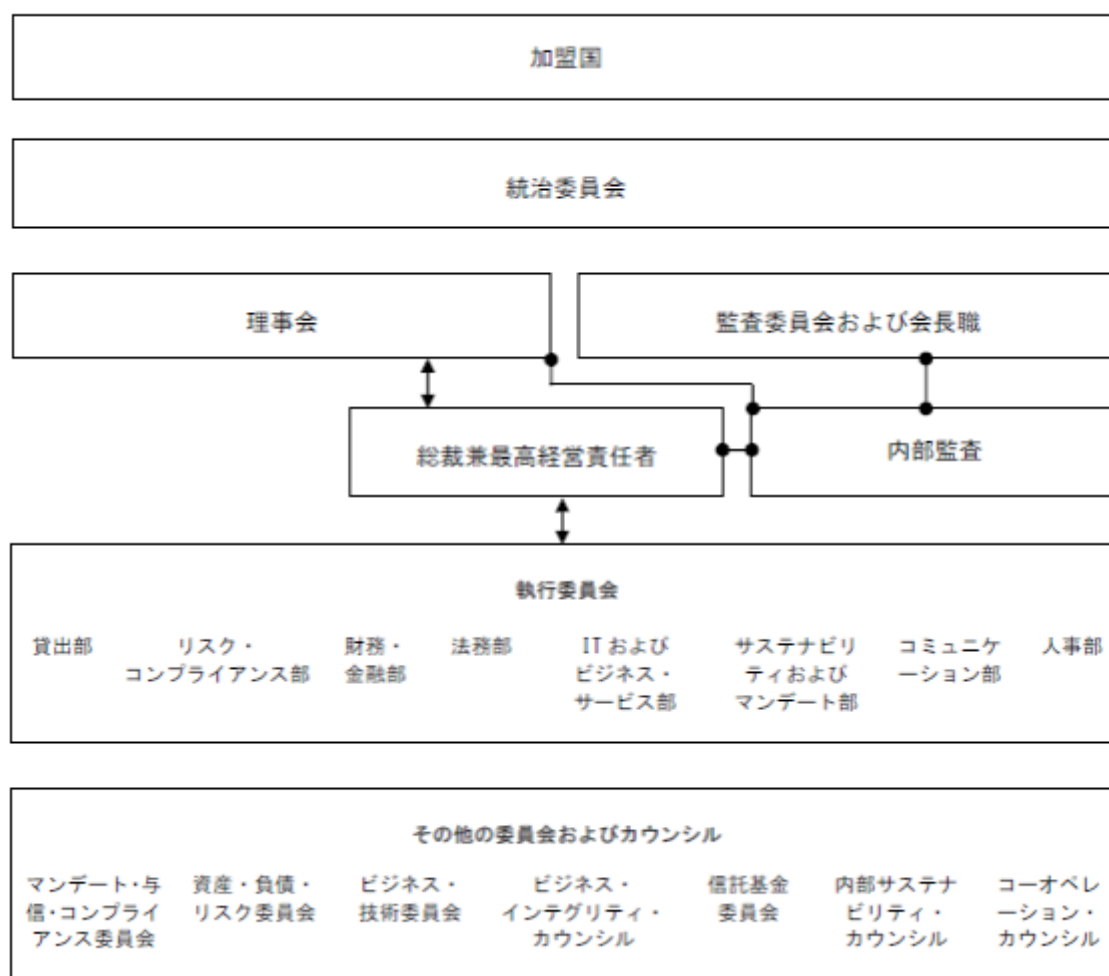 加盟国
統治委員会
理事会
監査委員会および会長職
総裁兼最高経営責任者
内部監査
執行委員会
貸出部
リスク・
コンプライアンス部
財務・
金融部
法務部
IT および
ビジネス・
サービス部
サステナビリ
ティおよび
マンデート部
コミュニケ
ーション部
人事部
その他の委員会およびカウンシル
マンデート・与
信・コンプライ
アンス委員会
資産・負債・
リスク委員会
ビジネス・
技術委員会
ビジネス・
インテグリティ・
カウンシル
信託基金
委員会
内部サステナ
ビリティ・
カウンシル
コーオペレ
ーション・
カウンシル